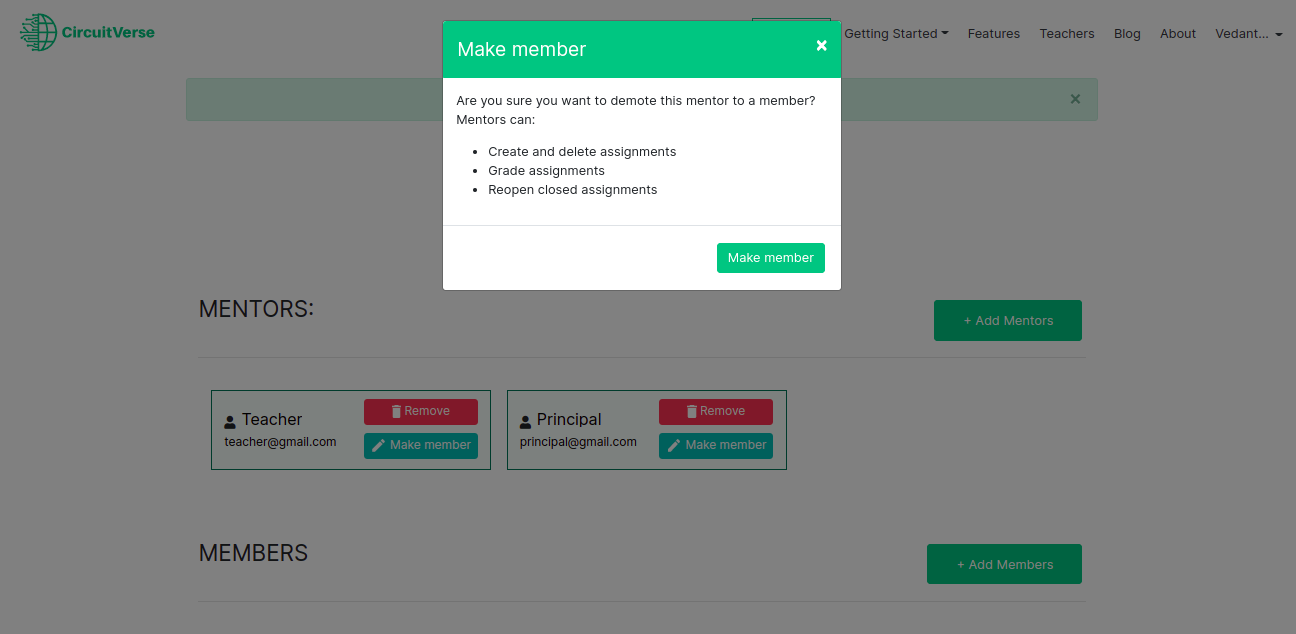 CircuitVerse
Getting Started
Features
Teachers
Blog
About
Vedant...
Make member
×
×
Are you sure you want to demote this mentor to a member?
Mentors can:
• Create and delete assignments
• Grade assignments
• Reopen closed assignments
Make member
MENTORS:
+ Add Mentors
Teacher
teacher@gmail.com
Remove
Make member
Principal
principal@gmail.com
Remove
Make member
MEMBERS
+ Add Members